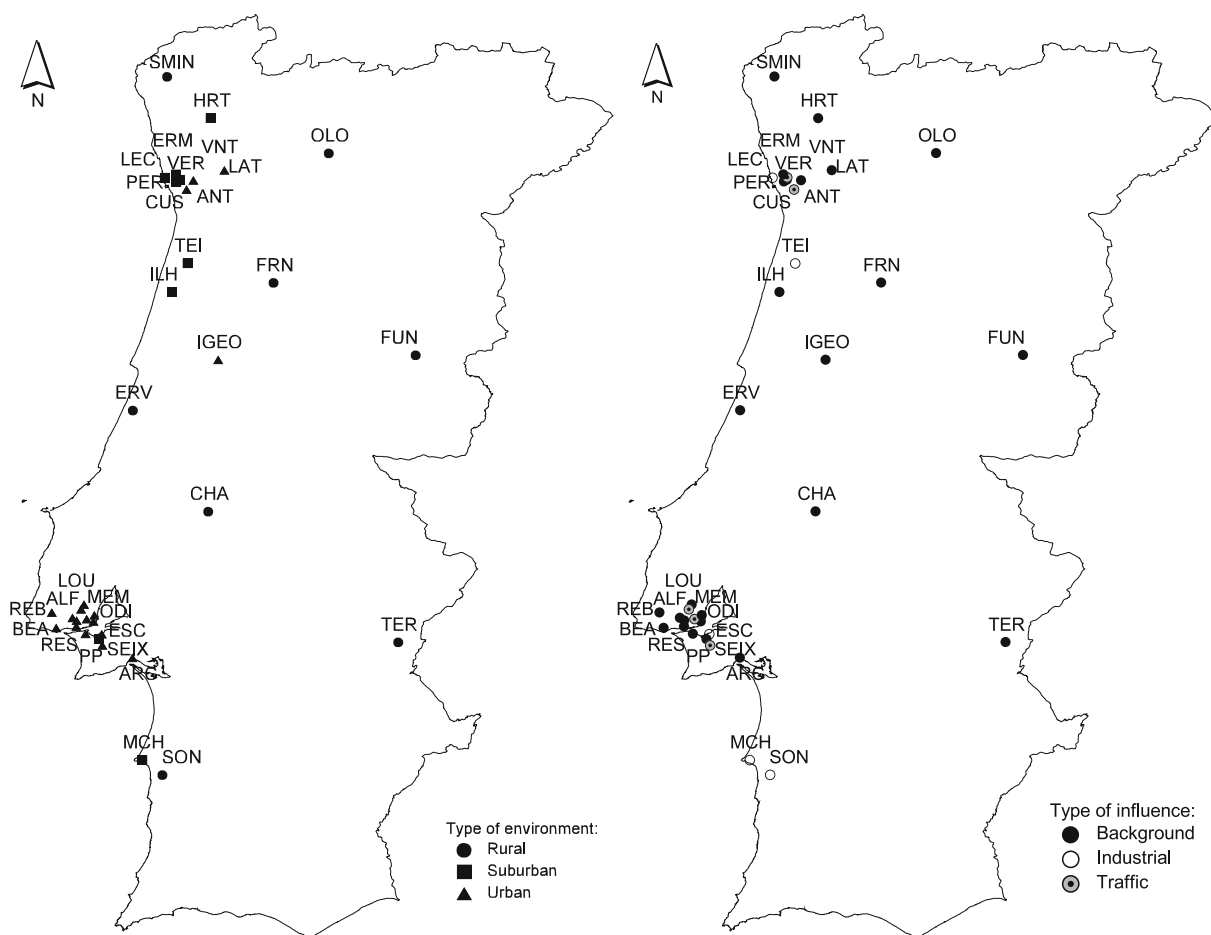 N
SMIN
HRT
ERM
VNT
OLO
LEC
VER
LAT
PER
CUS
ANT
TEI
ILH
FRN
IGEO
FUN
ERV
CHA
LOU
ALF
MEM
REB
ODI
BEA
ESC
TER
RES
PP
SEIX
ARC
MCH
SON
Type of environment:
Rural
Suburban
Urban
N
SMIN
HRT
ERM
VNT
OLO
LEC
VER
LAT
PER
CUS
ANT
TEI
ILH
FRN
IGEO
FUN
ERV
CHA
LOU
ALF
MEM
REB
ODI
BEA
ESC
TER
RES
PP
SEIX
ARC
MCH
SON
Type of influence:
Background
Industrial
Traffic